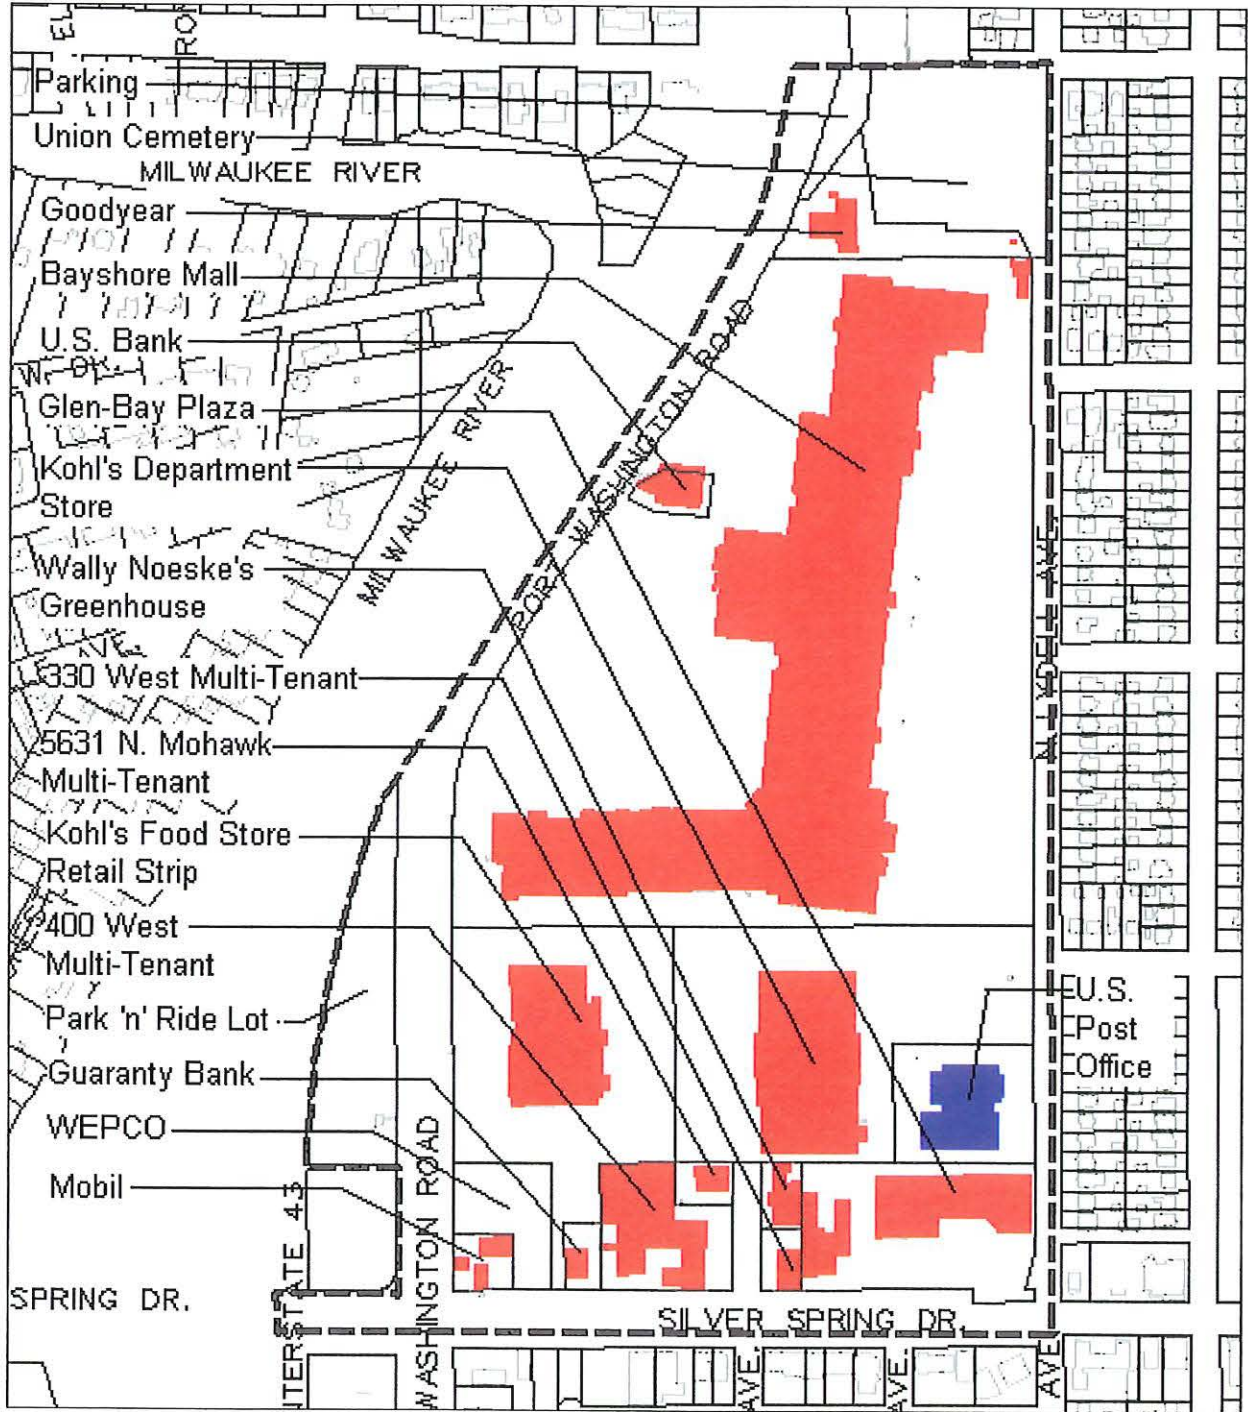 Parking
Union Cemetery
MILWAUKEE RIVER
Goodyear
Bayshore Mall
U.S. Bank
Glen-Bay Plaza
Kohl's Department
Store
Wally Noeske's
Greenhouse
AVE.
330 West Multi-Tenant
5631 N. Mohawk
Multi-Tenant
Kohl's Food Store
Retail Strip
400 West
Multi-Tenant
Park 'n' Ride Lot
Guaranty Bank
WEPCO
Mobil
SPRING DR.
MILWAUKEE RIVER
PORT WASHINGTON ROAD
U.S.
Post
Office
43
WASHINGTON ROAD
SILVER SPRING DR.
AVE.
AVE.
AVE